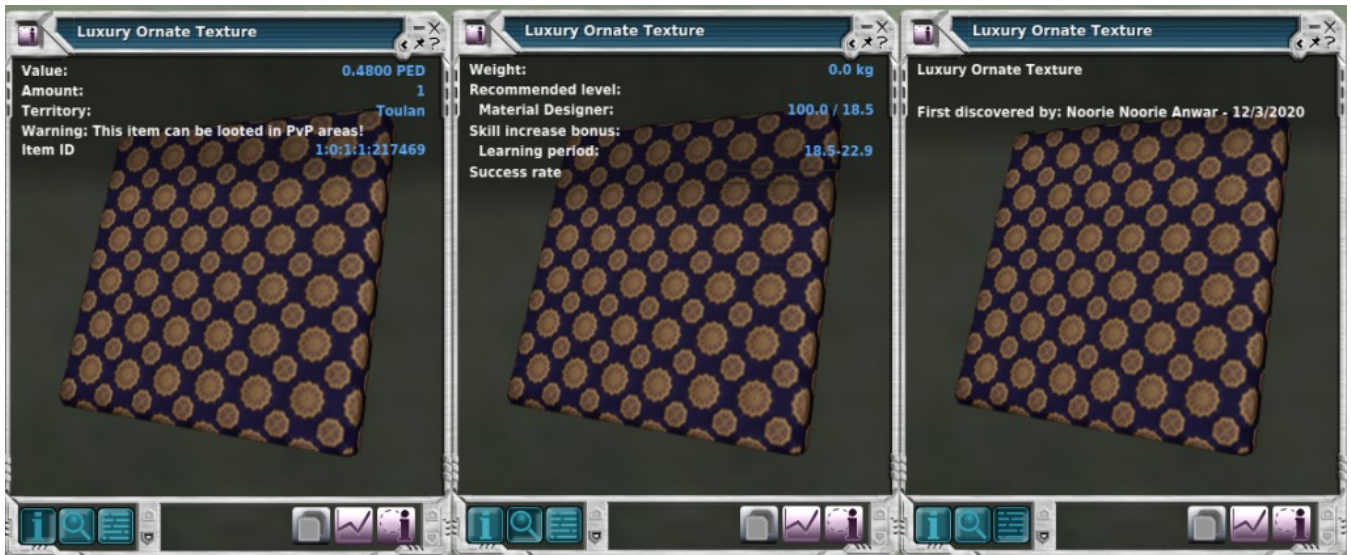 Luxury Ornate Texture
Value: 0.4800 PED
Amount: 1
Territory: Toulan
Warning: This item can be looted in PvP areas!
Item ID 1:0:1:1:217469
Luxury Ornate Texture
Weight: 0.0 kg
Recommended level:
Material Designer: 100.0 / 18.5
Skill increase bonus:
Learning period: 18.5-22.9
Success rate
Luxury Ornate Texture
Luxury Ornate Texture
First discovered by: Noorie Noorie Anwar - 12/3/2020